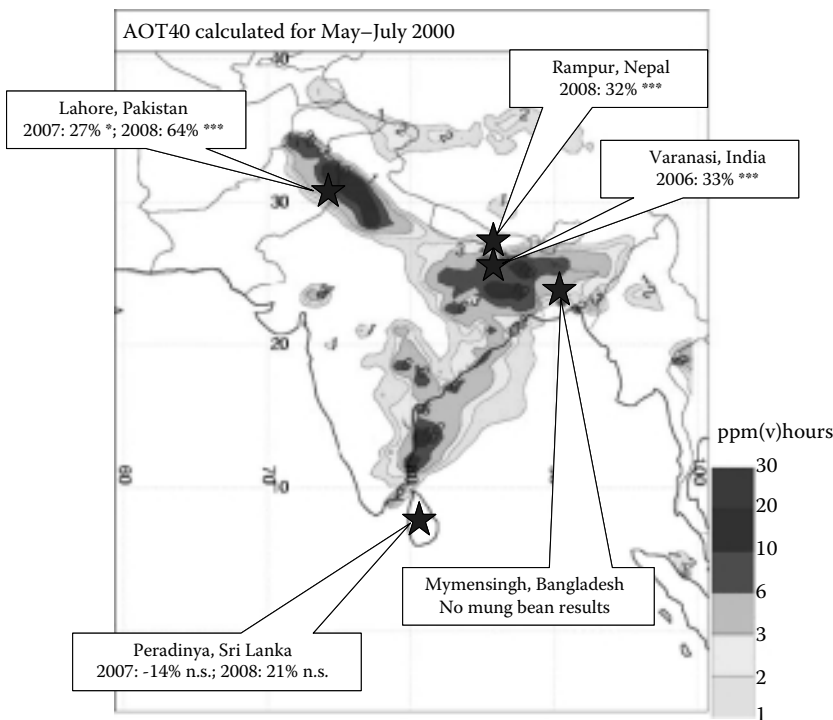 AOT40 calculated for May–July 2000
40
Rampur, Nepal
2008: 32% ***
Lahore, Pakistan
2007: 27% *; 2008: 64% ***
Varanasi, India
2006: 33% ***
30
20
ppm(v)hours
30
20
10
6
3
2
1
60
70
100
Mymensingh, Bangladesh
No mung bean results
Peradinya, Sri Lanka
2007: -14% n.s.; 2008: 21% n.s.